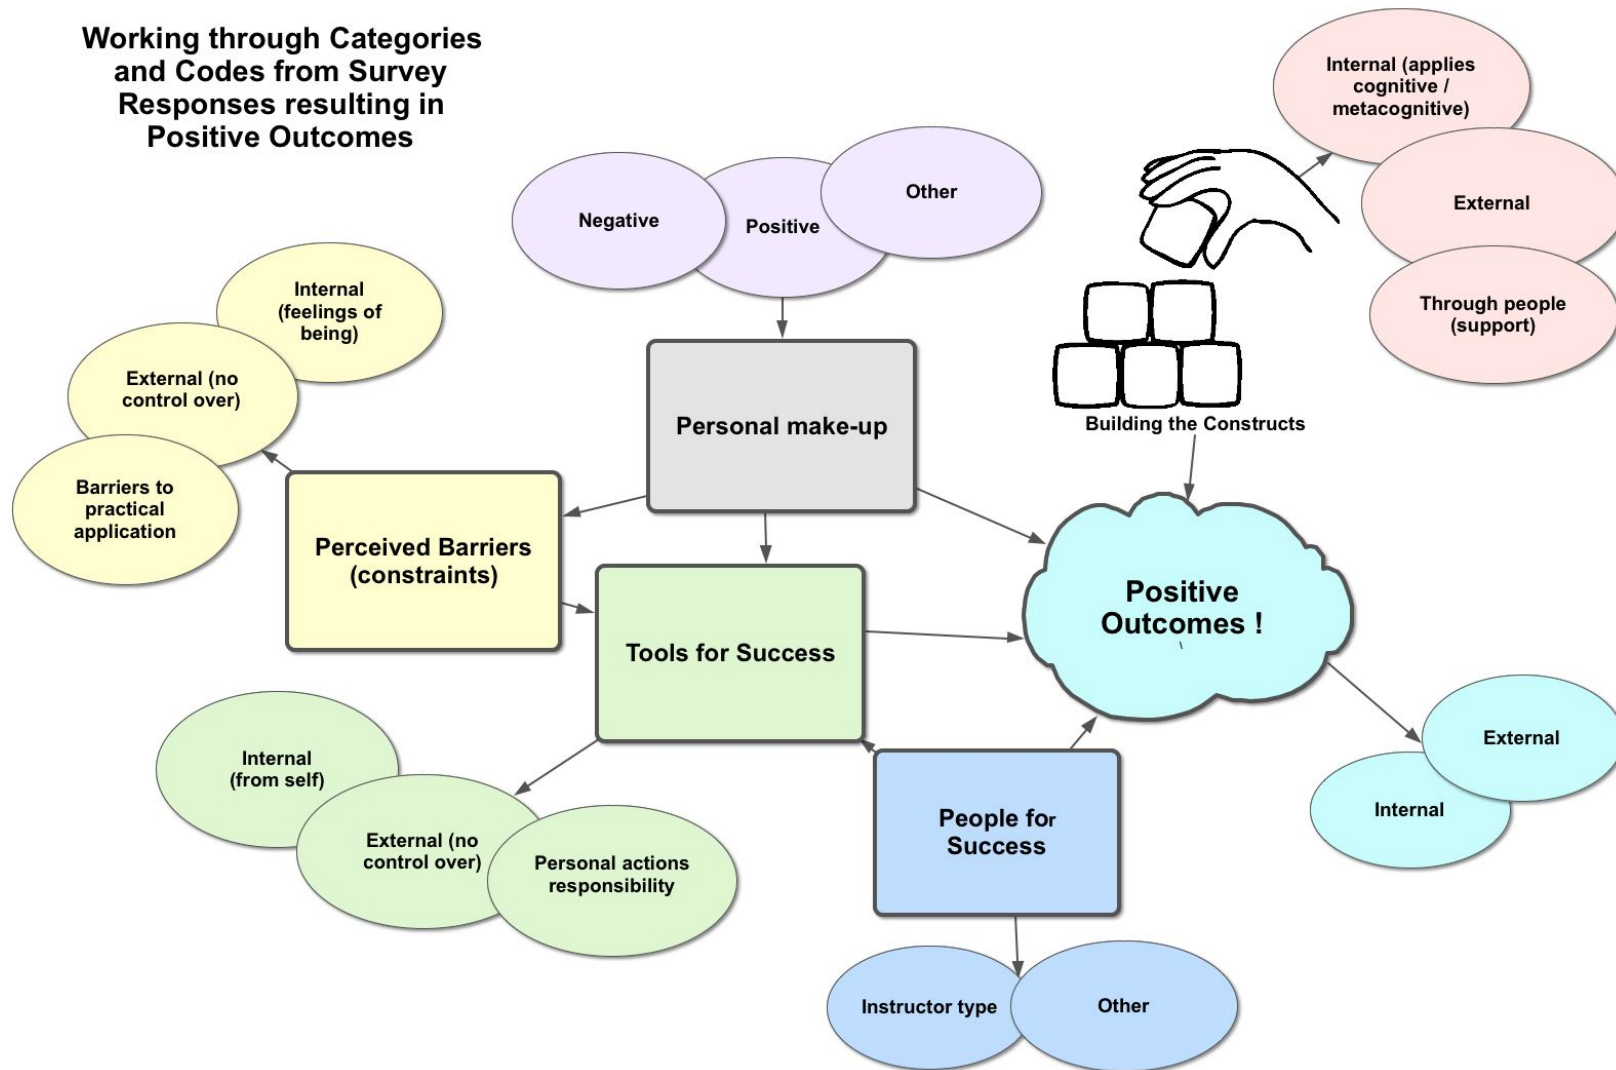 Working through Categories
and Codes from Survey
Responses resulting in
Positive Outcomes
Internal (applies
cognitive /
metacognitive)
External
Through people
(support)
Negative
Positive
Other
Internal
(feelings of
being)
External (no
control over)
Barriers to
practical
application
Personal make-up
Building the Constructs
Perceived Barriers
(constraints)
Tools for Success
Positive
Outcomes !
Internal
(from self)
External (no
control over)
Personal actions
responsibility
People for
Success
External
Internal
Instructor type
Other